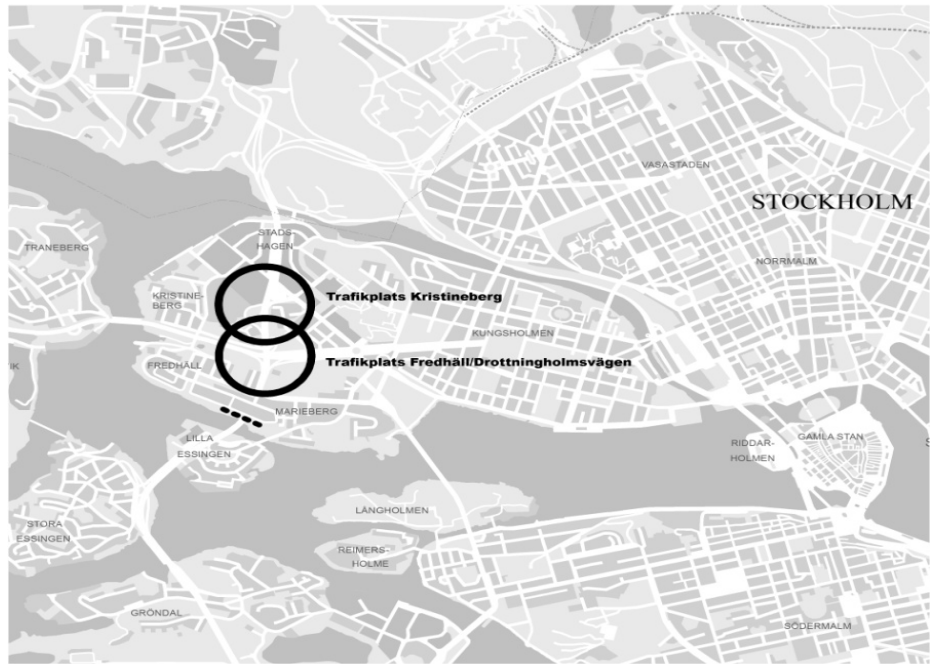 VASASTADEN
STOCKHOLM
STADS-
HAGEN
TRANEBERG
NORRMALM
KRISTINE-
BERG
Trafikplats Kristineberg
KUNGSHOLMEN
FREDHÄLL
Trafikplats Fredhäll/Drottningholmsvägen
MARIEBERG
LILLA
ESSINGEN
RIDDAR-
HOLMEN
GAMLA STAN
LÅNGHOLMEN
STORA
ESSINGEN
REIMERS-
HOLME
GRÖNDAL
SÖDERMALM